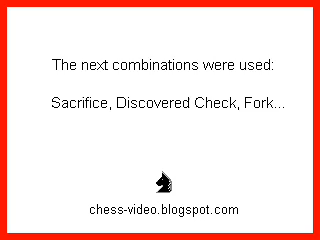 The next combinations were used:
Sacrifice, Discovered Check, Fork...
chess-video.blogspot.com